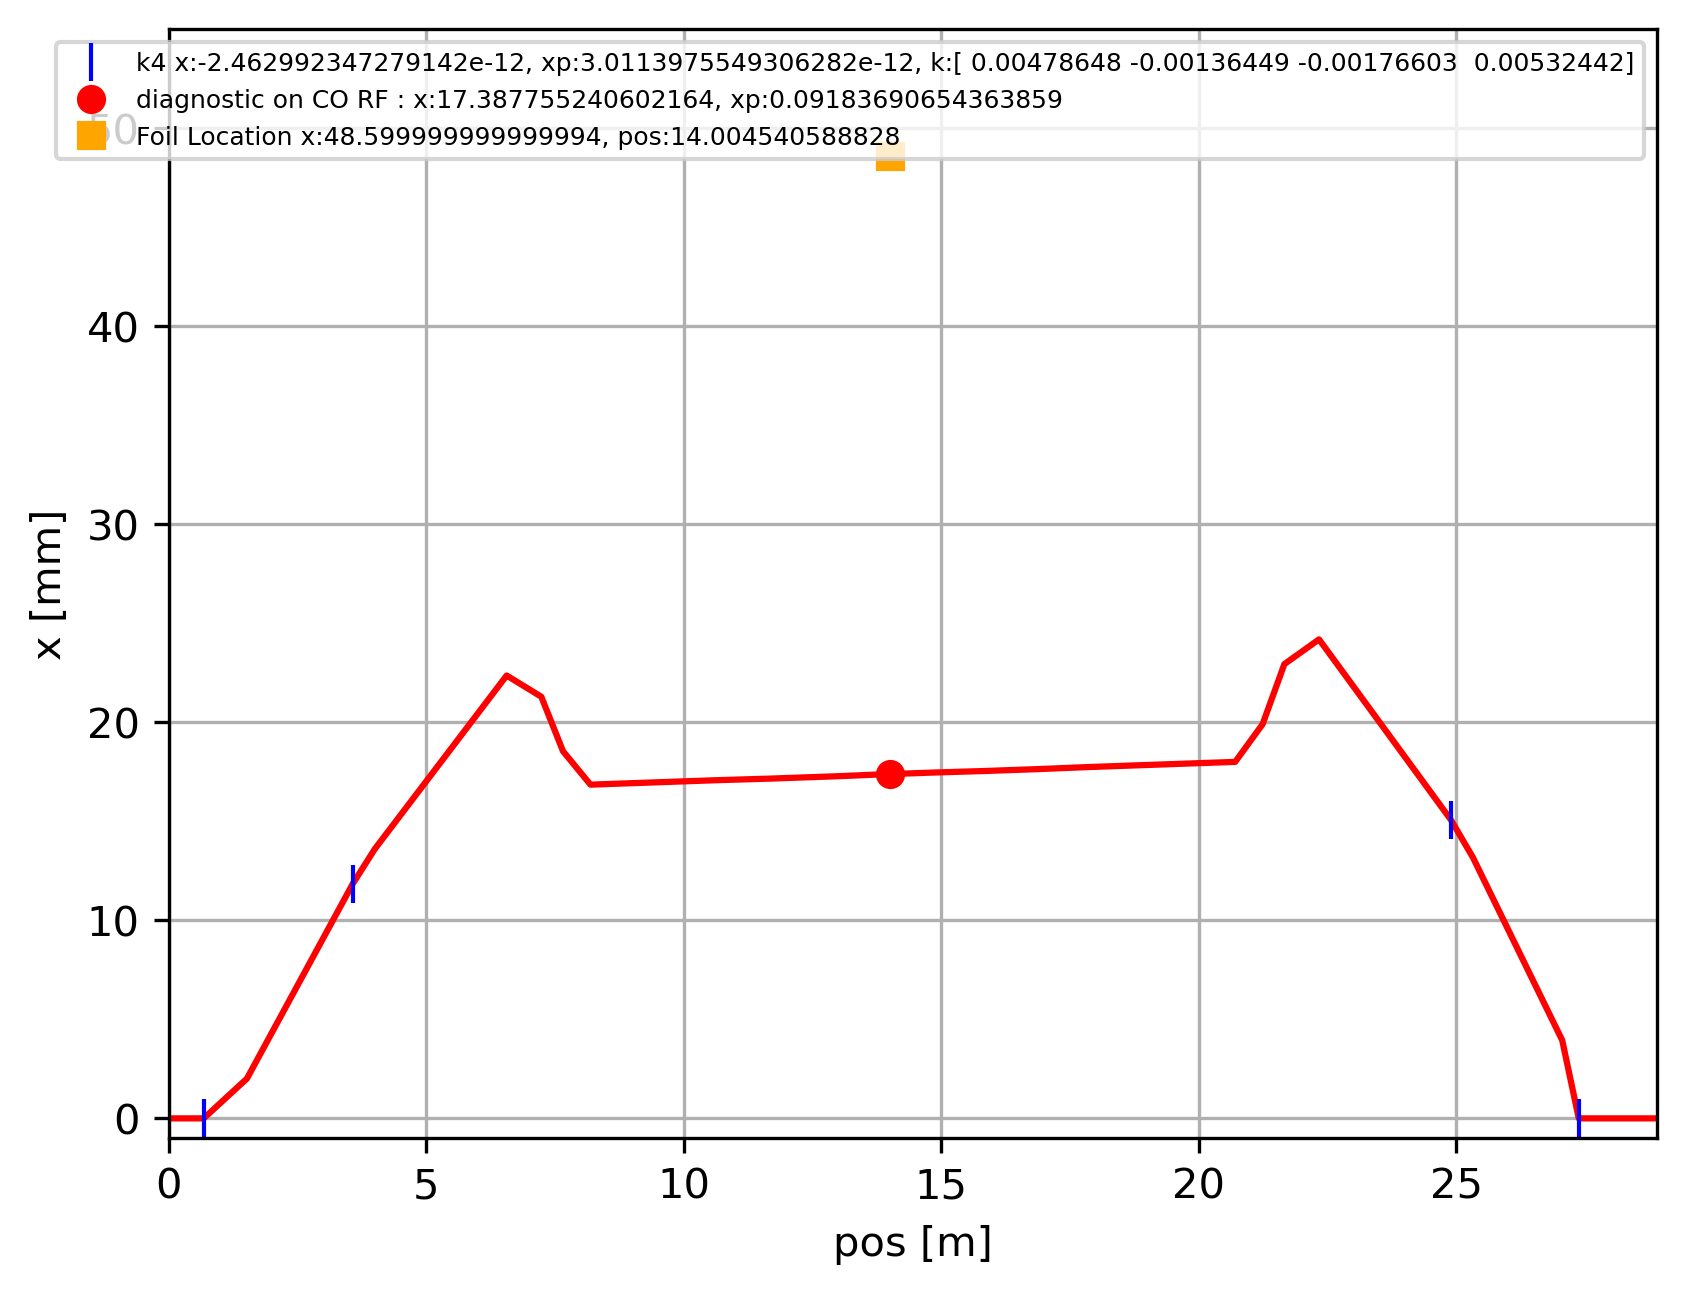 k4 x:-2.462992347279142e-12, xp:3.0113975549306282e-12, k:[ 0.00478648 -0.00136449 -0.00176603  0.00532442]
diagnostic on CO RF : x:17.387755240602164, xp:0.09183690654363859
Foil Location x:48.599999999999994, pos:14.004540588828
50
40
30
20
10
0
x [mm]
0 5 10 15 20 25
pos [m]